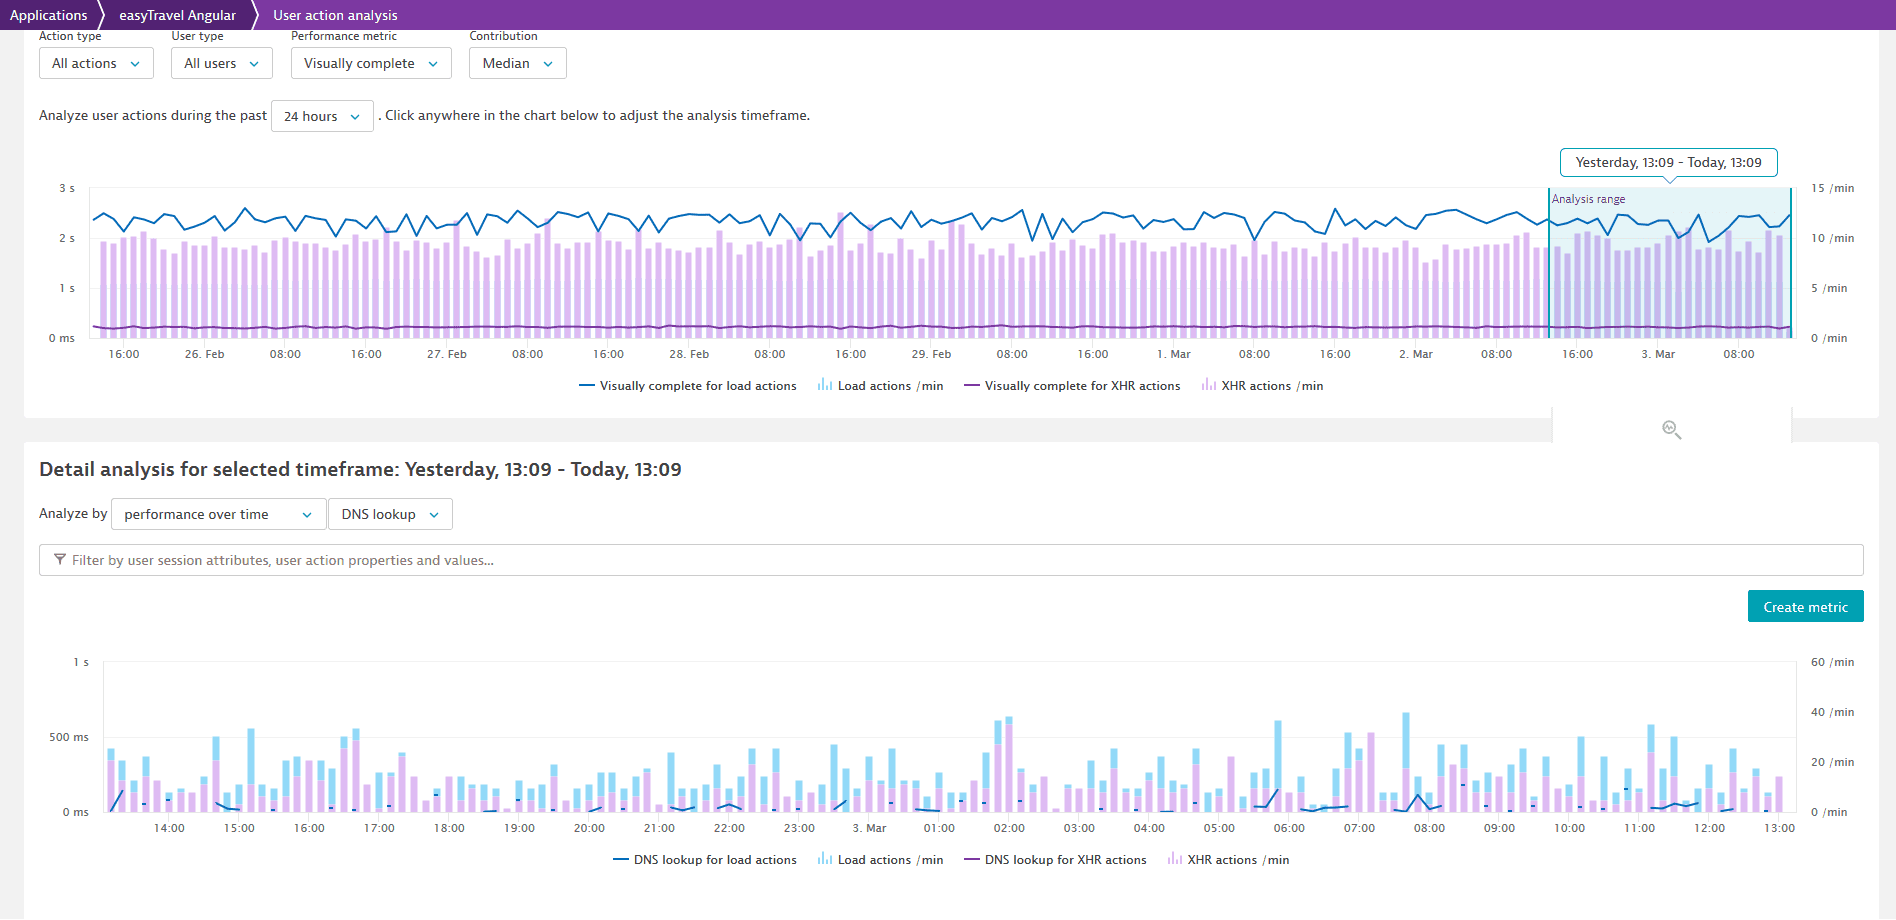 Applications easyTravel Angular User action analysis
Action type User type Performance metric Contribution
All actions All users Visually complete Median
Analyze user actions during the past 24 hours . Click anywhere in the chart below to adjust the analysis timeframe.
Yesterday, 13:09 - Today, 13:09
3 s 15 /min
Analysis range
2 s 10 /min
1 s 5 /min
0 ms 0 /min
16:00 26. Feb 08:00 16:00 27. Feb 08:00 16:00 28. Feb 08:00 16:00 29. Feb 08:00 16:00 1. Mar 08:00 16:00 2. Mar 08:00 16:00 3. Mar 08:00
Visually complete for load actions Load actions /min Visually complete for XHR actions XHR actions /min
Detail analysis for selected timeframe: Yesterday, 13:09 - Today, 13:09
Analyze by performance over time DNS lookup
Filter by user session attributes, user action properties and values...
Create metric
1 s 60 /min
40 /min
500 ms
20 /min
0 ms 0 /min
14:00 15:00 16:00 17:00 18:00 19:00 20:00 21:00 22:00 23:00 3. Mar 01:00 02:00 03:00 04:00 05:00 06:00 07:00 08:00 09:00 10:00 11:00 12:00 13:00
DNS lookup for load actions Load actions /min DNS lookup for XHR actions XHR actions /min